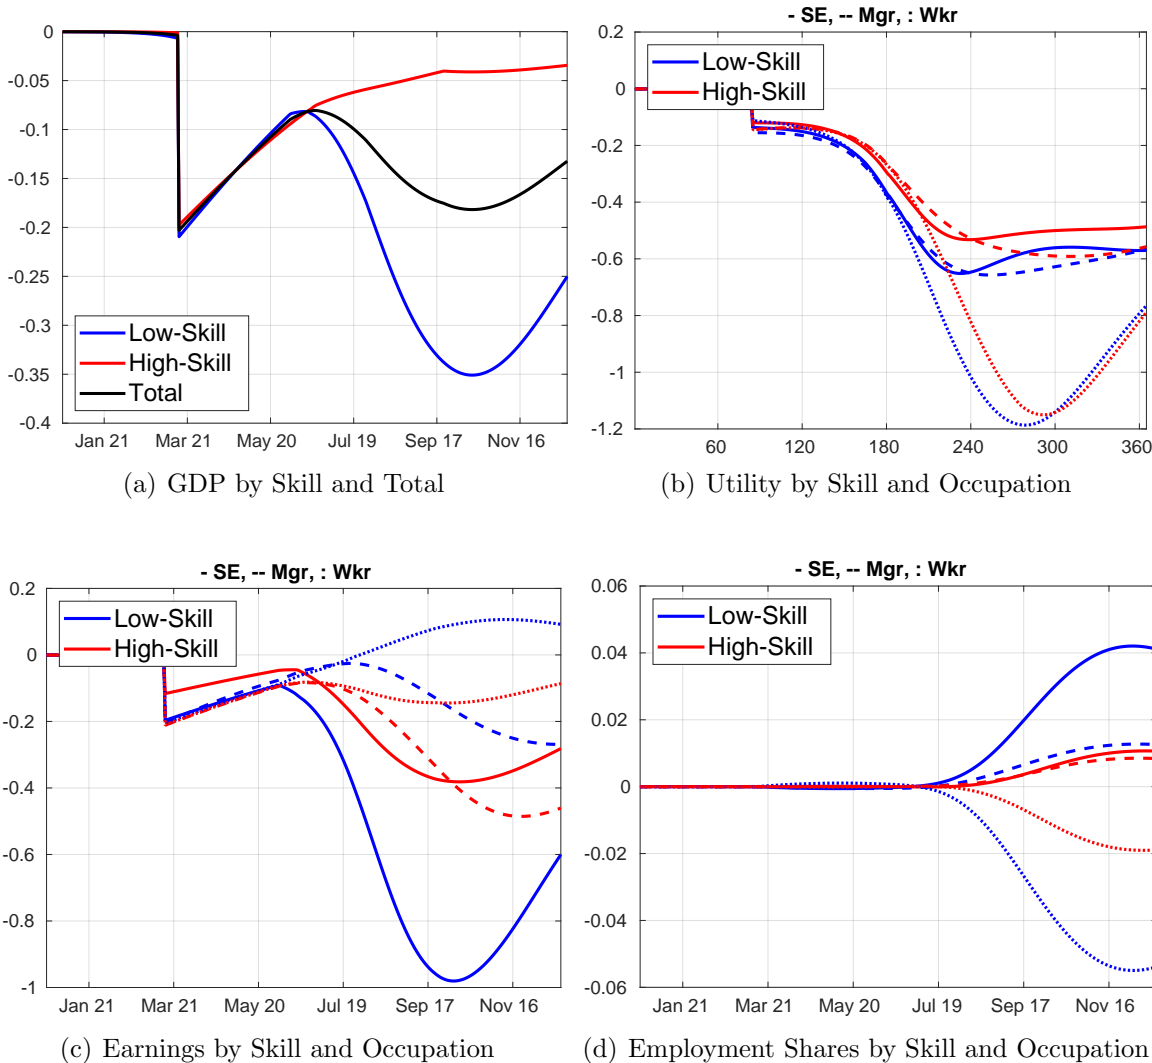 0
-0.05
-0.1
-0.15
-0.2
-0.25
-0.3
-0.35
-0.4
Low-Skill
High-Skill
Total
Jan 21 Mar 21 May 20 Jul 19 Sep 17 Nov 16
(a) GDP by Skill and Total
- SE, -- Mgr, : Wkr
0.2
0
-0.2
-0.4
-0.6
-0.8
-1
-1.2
Low-Skill
High-Skill
60 120 180 240 300 360
(b) Utility by Skill and Occupation
- SE, -- Mgr, : Wkr
0.2
0
-0.2
-0.4
-0.6
-0.8
-1
Low-Skill
High-Skill
Jan 21 Mar 21 May 20 Jul 19 Sep 17 Nov 16
(c) Earnings by Skill and Occupation
- SE, -- Mgr, : Wkr
0.06
0.04
0.02
0
-0.02
-0.04
-0.06
Low-Skill
High-Skill
Jan 21 Mar 21 May 20 Jul 19 Sep 17 Nov 16
(d) Employment Shares by Skill and Occupation